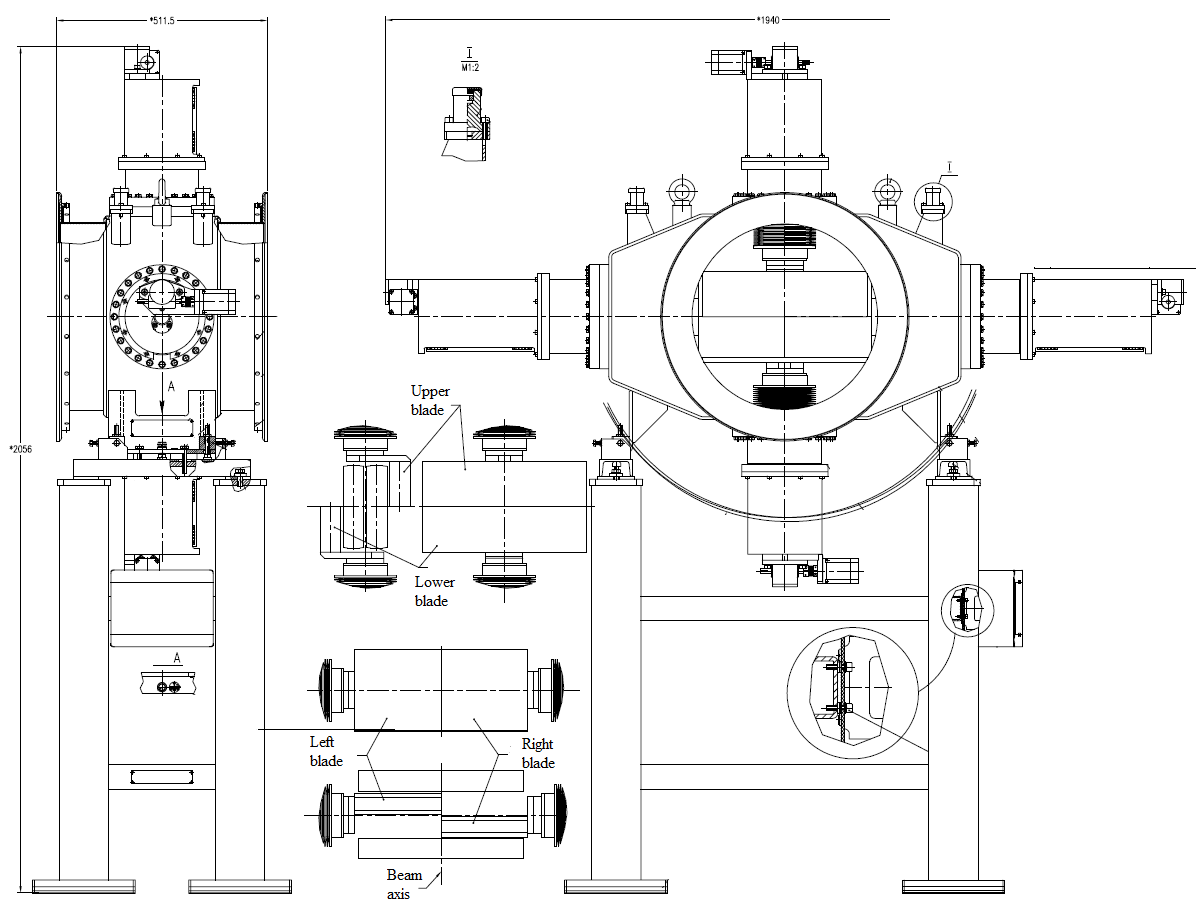 *511.5
*1940
I
M1:2
I
A
*2056
Upper
blade
Lower
blade
A
Left
blade
Right
blade
Beam
axis